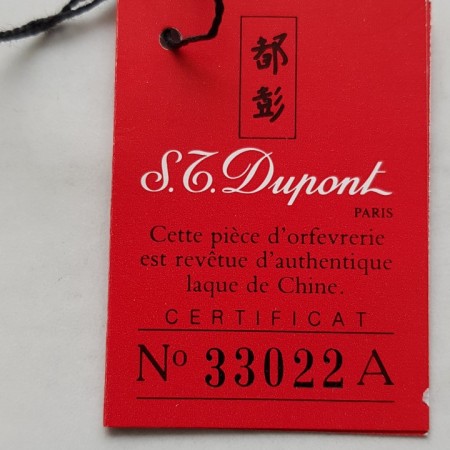 都
彭
S.T. Dupont
PARIS
Cette pièce d'orfevrerie
est revêtue d'authentique
laque de Chine.
CERTIFICAT
Nº 33022 A